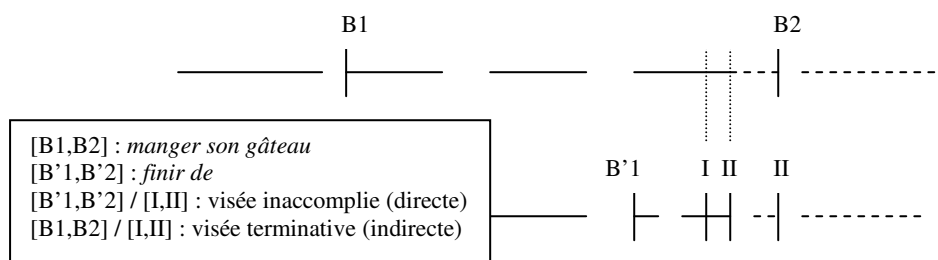 B1 B2
[B1,B2] : manger son gâteau
[B'1,B'2] : finir de
[B'1,B'2] / [I,II] : visée inaccomplie (directe)
[B1,B2] / [I,II] : visée terminative (indirecte)
B'1 I II II